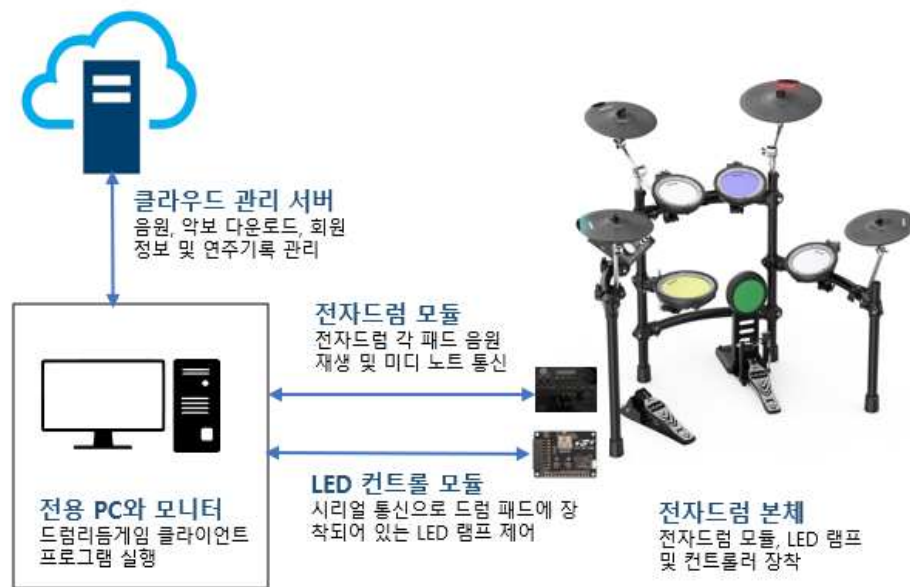 클라우드 관리 서버
음원, 악보 다운로드, 회원
정보 및 연주기록 관리
전자드럼 모듈
전자드럼 각 패드 음원
재생 및 미디 노트 통신
LED 컨트롤 모듈
시리얼 통신으로 드럼 패드에 장
착되어 있는 LED 램프 제어
전용 PC와 모니터
드럼리듬게임 클라이언트
프로그램 실행
전자드럼 본체
전자드럼 모듈, LED 램프
및 컨트롤러 장착